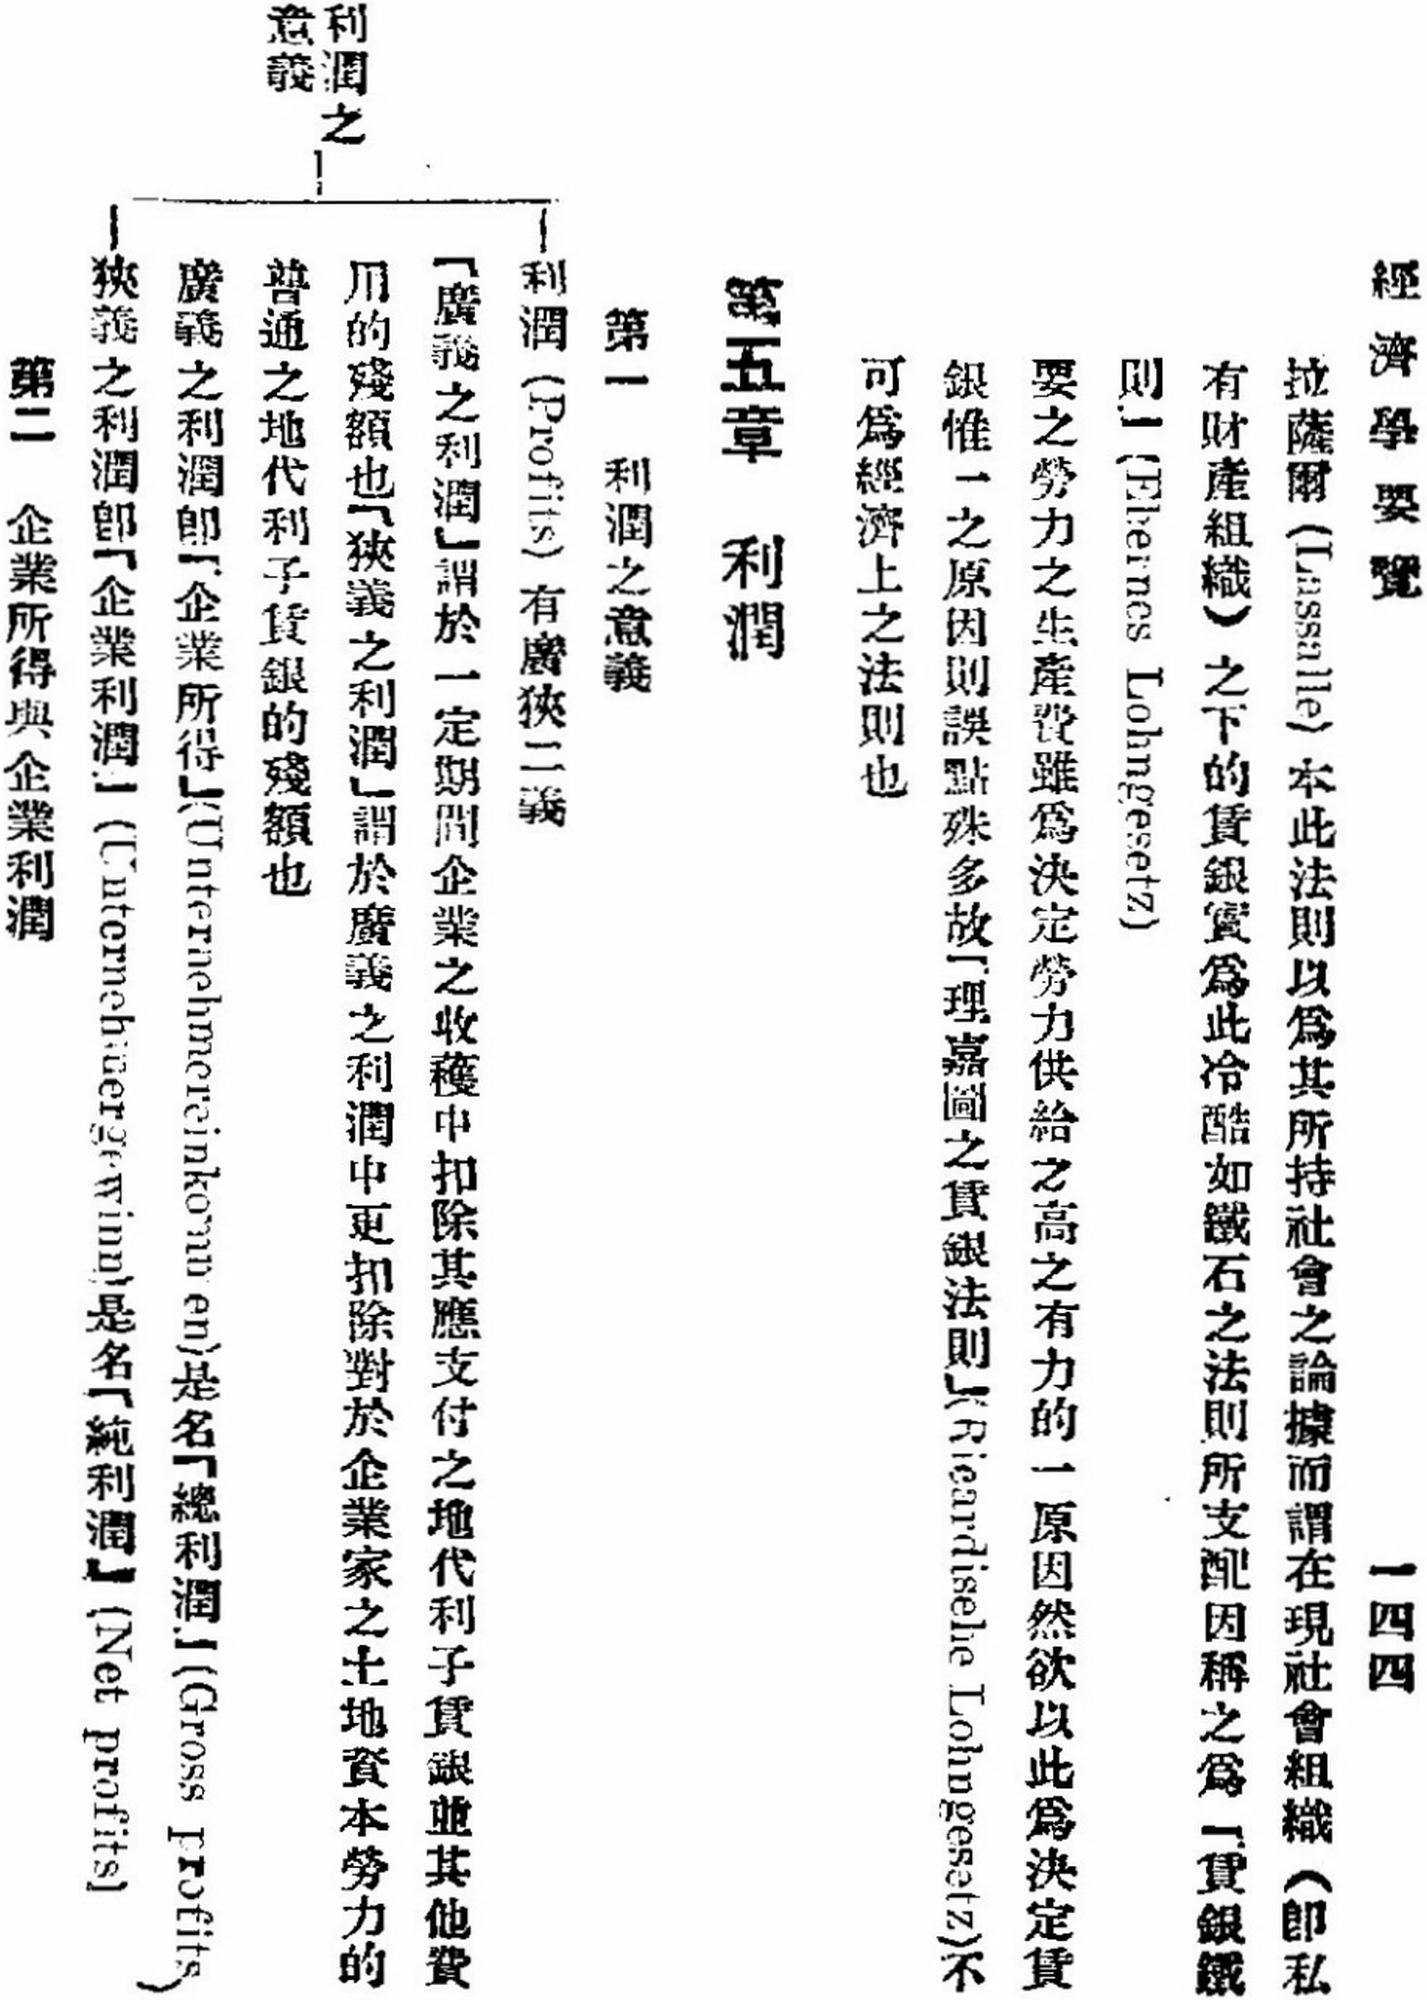 經濟學要覽
一四四
拉薩爾(Lassalle)本此法則以爲其所持社會之論據而謂在現社會組織(卽私
有財產組織)之下的賃銀實爲此冷酷如鐵石之法則所支配因稱之爲「賃銀鐵
則」(Ehernes Lohngesetz)
要之勞力之生產費雖爲決定勞力供給之高之有力的一原因然欲以此爲決定賃
銀惟一之原因則誤點殊多故「理嘉圖之賃銀法則」(Ricardische Lohngesetz)不
可爲經濟上之法則也
第五章 利潤
第一 利潤之意義
利潤之
意義
利潤(Profits)有廣狹二義
「廣義之利潤」謂於一定期間企業之收穫中扣除其應支付之地代利子賃銀並其他費
用的殘額也「狹義之利潤」謂於廣義之利潤中更扣除對於企業家之土地資本勞力的
普通之地代利子賃銀的殘額也
廣義之利潤卽「企業所得」(Unternehmereinkommen)是名「總利潤」(Gross profits)
狹義之利潤卽「企業利潤」(Unternehmergewinn)是名「純利潤」(Net profits)
第二 企業所得與企業利潤